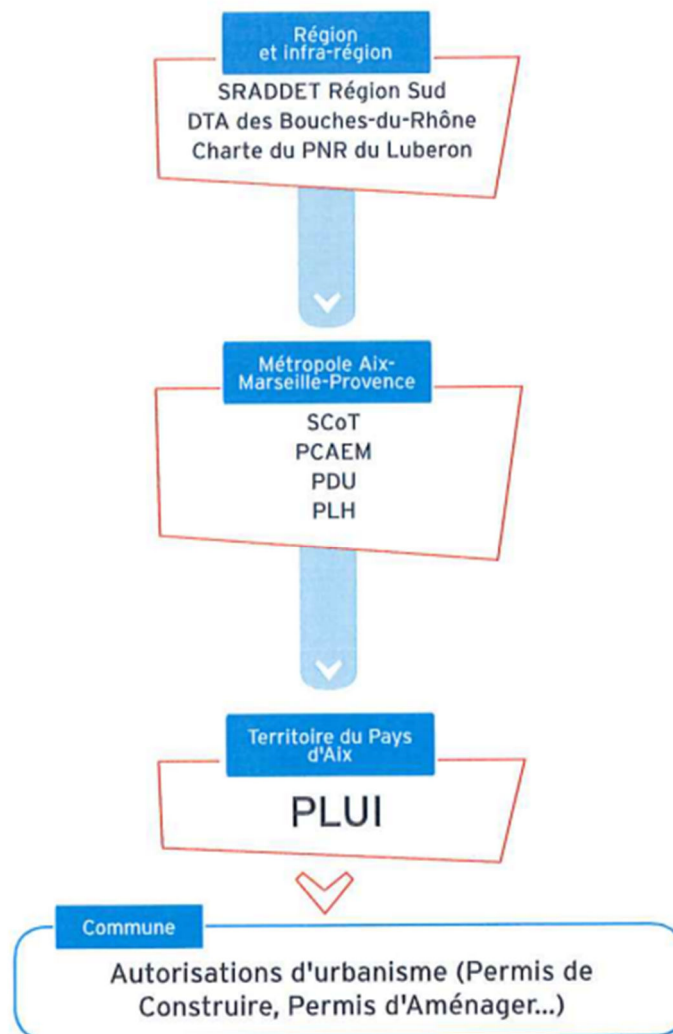 Région
et infra-région
SRADDET Région Sud
DTA des Bouches-du-Rhône
Charte du PNR du Luberon
Métropole Aix-
Marseille-Provence
SCoT
PCAEM
PDU
PLH
Territoire du Pays
d'Aix
PLUI
Commune
Autorisations d'urbanisme (Permis de
Construire, Permis d'Aménager...)